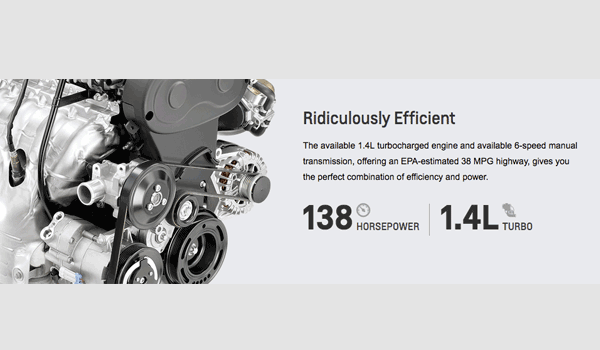 Ridiculously Efficient
The available 1.4L turbocharged engine and available 6-speed manual
transmission, offering an EPA-estimated 38 MPG highway, gives you
the perfect combination of efficiency and power.
138 HORSEPOWER 1.4L TURBO